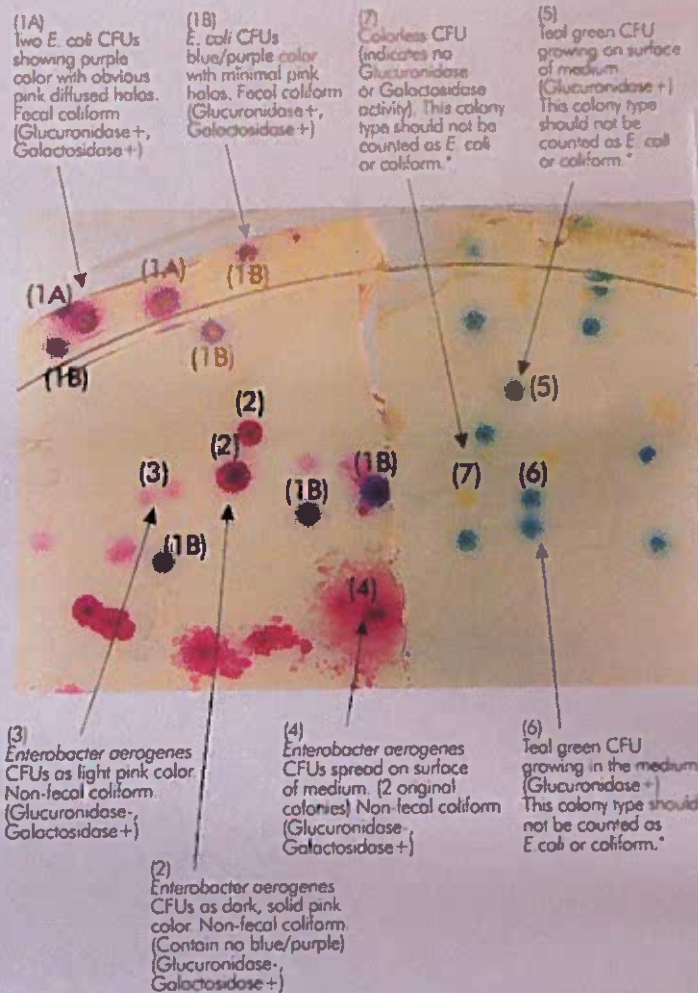 (1A)
Two E. coli CFUs
showing purple
color with obvious
pink diffused halos.
Fecal coliform
(Glucuronidase+,
Galactosidase+)
(1B)
E. coli CFUs
blue/purple color
with minimal pink
halos. Fecal coliform
(Glucuronidase+,
Galactosidase+)
(7)
Colorless CFU
(indicates no
Glucuronidase
or Galactosidase
activity). This colony
type should not be
counted as E. coli
or coliform.*
(5)
Teal green CFU
growing on surface
of medium
(Glucuronidase+)
This colony type
should not be
counted as E. coli
or coliform.*
(1A)
(1A)
(1B)
(1B)
(1B)
(5)
(2)
(2)
(3)
(1B)
(1B)
(7)
(6)
(1B)
(4)
(3)
Enterobacter aerogenes
CFUs as light pink color
Non-fecal coliform
(Glucuronidase-,
Galactosidase+)
(4)
Enterobacter aerogenes
CFUs spread on surface
of medium. (2 original
colonies) Non-fecal coliform
(Glucuronidase-,
Galactosidase+)
(6)
Teal green CFU
growing in the medium
(Glucuronidase+)
This colony type should
not be counted as
E.coli or coliform.*
(2)
Enterobacter aerogenes
CFUs as dark, solid pink
color Non-fecal coliform
(Contain no blue/purple)
(Glucuronidase-,
Galactosidase+)